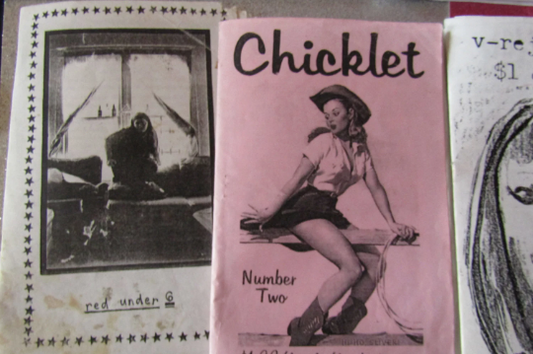 red under 6
Chicklet
Number
Two
v-re
$1